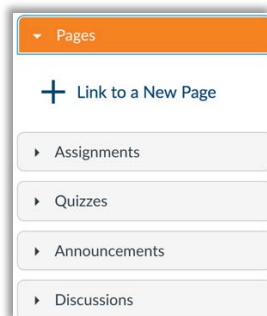 Pages
Link to a New Page
Assignments
Quizzes
Announcements
Discussions